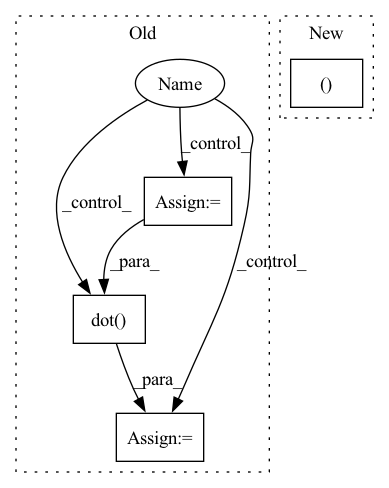 Old
New
Name
()
_control_
Assign:=
_control_
_para_
_control_
dot()
_para_
Assign:=